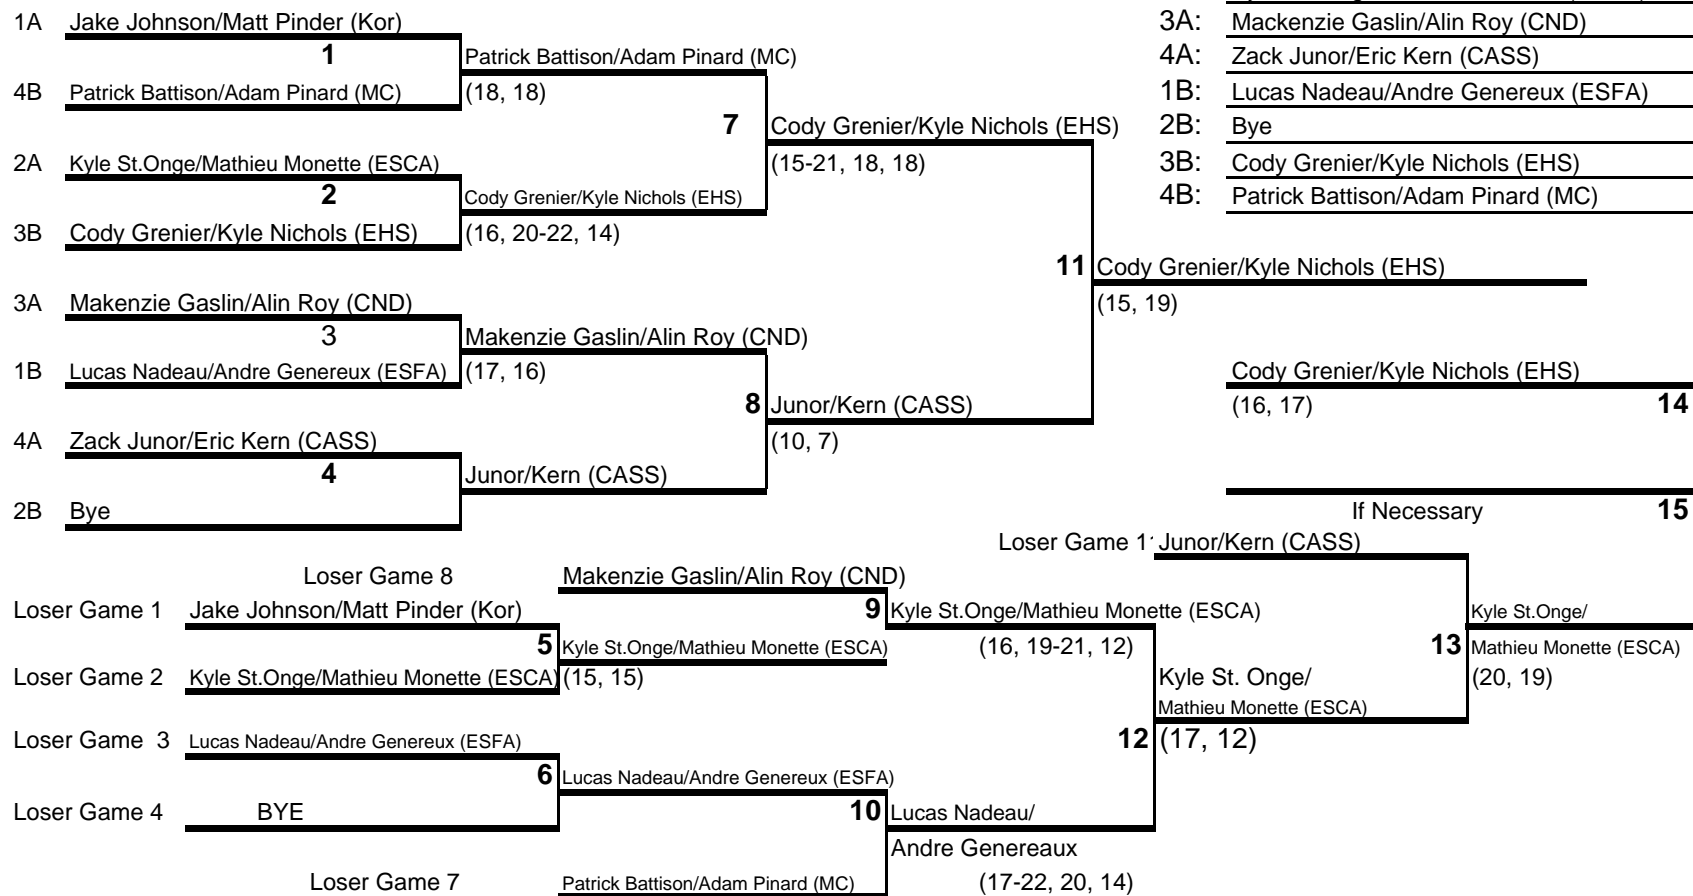 1A Jake Johnson/Matt Pinder (Kor)
1
Patrick Battison/Adam Pinard (MC)
4B Patrick Battison/Adam Pinard (MC)
(18, 18)
7 Cody Grenier/Kyle Nichols (EHS)
(15-21, 18, 18)
2A Kyle St.Onge/Mathieu Monette (ESCA)
2
Cody Grenier/Kyle Nichols (EHS)
3B Cody Grenier/Kyle Nichols (EHS)
(16, 20-22, 14)
11 Cody Grenier/Kyle Nichols (EHS)
(15, 19)
3A Makenzie Gaslin/Alin Roy (CND)
3
Makenzie Gaslin/Alin Roy (CND)
1B Lucas Nadeau/Andre Genereux (ESFA)
(17, 16)
8 Junor/Kern (CASS)
(10, 7)
4A Zack Junor/Eric Kern (CASS)
4
Junor/Kern (CASS)
2B Bye
3A: Mackenzie Gaslin/Alin Roy (CND)
4A: Zack Junor/Eric Kern (CASS)
1B: Lucas Nadeau/Andre Genereux (ESFA)
2B: Bye
3B: Cody Grenier/Kyle Nichols (EHS)
4B: Patrick Battison/Adam Pinard (MC)
Cody Grenier/Kyle Nichols (EHS)
(16, 17) 14
If Necessary 15
Loser Game 1 Junor/Kern (CASS)
Loser Game 8 Makenzie Gaslin/Alin Roy (CND)
Loser Game 1 Jake Johnson/Matt Pinder (Kor)
9 Kyle St.Onge/Mathieu Monette (ESCA)
(16, 19-21, 12)
5 Kyle St.Onge/Mathieu Monette (ESCA)
Loser Game 2 Kyle St.Onge/Mathieu Monette (ESCA)
(15, 15)
13 Kyle St.Onge/
Mathieu Monette (ESCA)
(20, 19)
Kyle St. Onge/
Mathieu Monette (ESCA)
12 (17, 12)
Loser Game 3 Lucas Nadeau/Andre Genereux (ESFA)
6 Lucas Nadeau/Andre Genereux (ESFA)
Loser Game 4 BYE
10 Lucas Nadeau/
Andre Genereaux
(17-22, 20, 14)
Loser Game 7 Patrick Battison/Adam Pinard (MC)